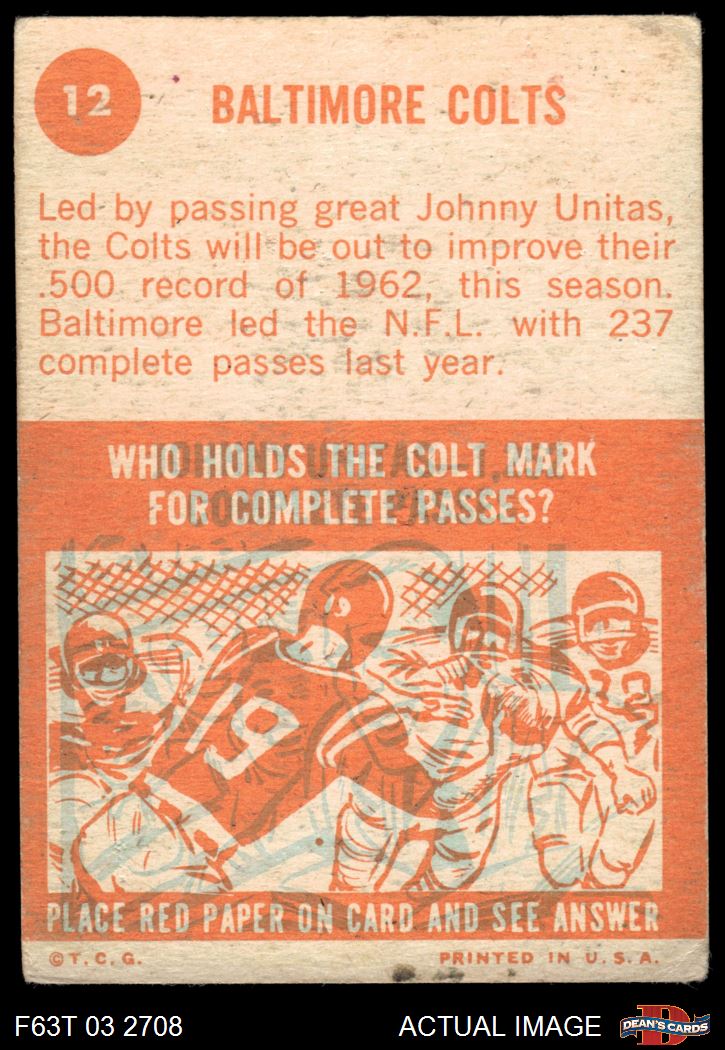 12
BALTIMORE COLTS
Led by passing great Johnny Unitas,
the Colts will be out to improve their
.500 record of 1962, this season.
Baltimore led the N.F.L. with 237
complete passes last year.
WHO HOLDS THE COLT MARK
FOR COMPLETE PASSES?
19
PLACE RED PAPER ON CARD AND SEE ANSWER
© T.C.G.
PRINTED IN U.S.A.
F63T 03 2708
ACTUAL IMAGE
DEAN'S CARDS